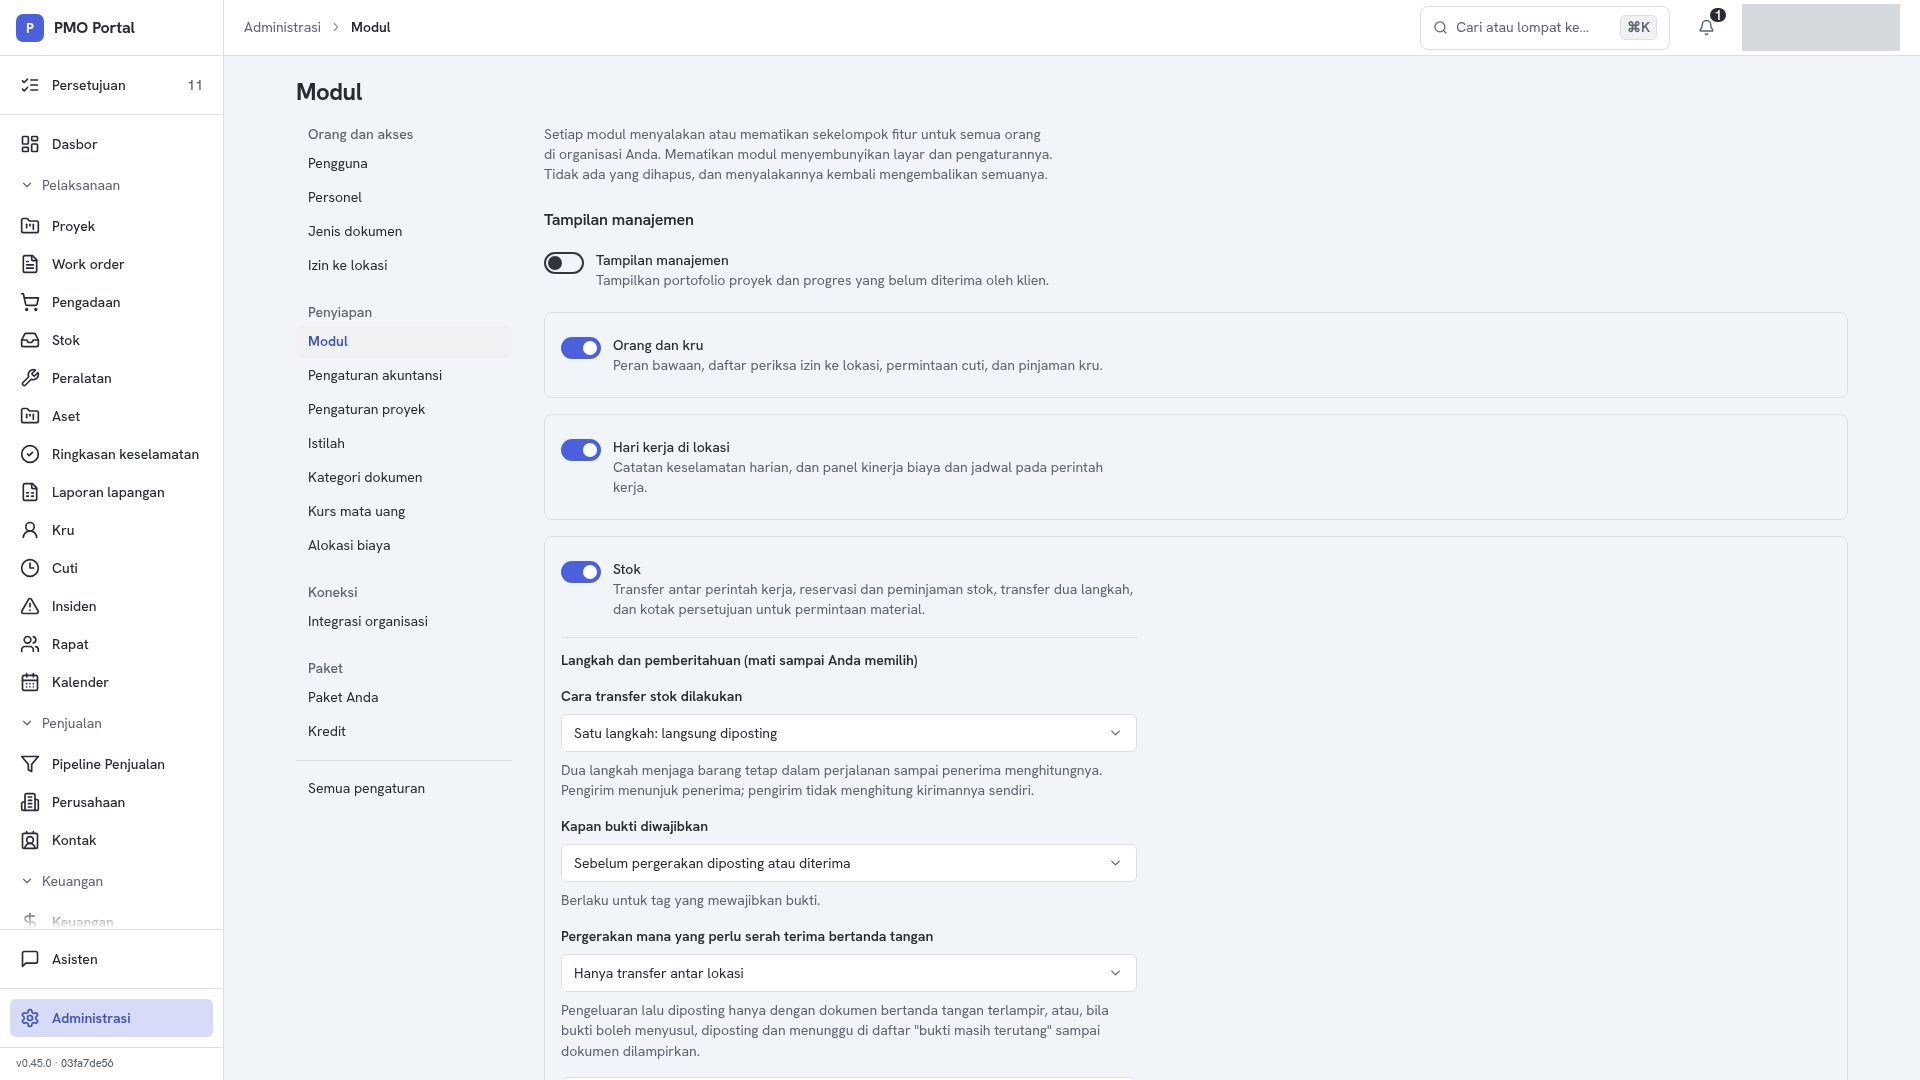 P PMO Portal
Administrasi > Modul
Cari atau lompat ke...
⌘K
1
Persetujuan 11
Dasbor
Pelaksanaan
Proyek
Work order
Pengadaan
Stok
Peralatan
Aset
Ringkasan keselamatan
Laporan lapangan
Kru
Cuti
Insiden
Rapat
Kalender
Penjualan
Pipeline Penjualan
Perusahaan
Kontak
Keuangan
Keuangan
Asisten
Administrasi
v0.45.0 · 03fa7de56
Modul
Orang dan akses
Pengguna
Personel
Jenis dokumen
Izin ke lokasi
Penyiapan
Modul
Pengaturan akuntansi
Pengaturan proyek
Istilah
Kategori dokumen
Kurs mata uang
Alokasi biaya
Koneksi
Integrasi organisasi
Paket
Paket Anda
Kredit
Semua pengaturan
Setiap modul menyalakan atau mematikan sekelompok fitur untuk semua orang
di organisasi Anda. Mematikan modul menyembunyikan layar dan pengaturannya.
Tidak ada yang dihapus, dan menyalakannya kembali mengembalikan semuanya.
Tampilan manajemen
Tampilan manajemen
Tampilkan portofolio proyek dan progres yang belum diterima oleh klien.
Orang dan kru
Peran bawaan, daftar periksa izin ke lokasi, permintaan cuti, dan pinjaman kru.
Hari kerja di lokasi
Catatan keselamatan harian, dan panel kinerja biaya dan jadwal pada perintah
kerja.
Stok
Transfer antar perintah kerja, reservasi dan peminjaman stok, transfer dua langkah,
dan kotak persetujuan untuk permintaan material.
Langkah dan pemberitahuan (mati sampai Anda memilih)
Cara transfer stok dilakukan
Satu langkah: langsung diposting
Dua langkah menjaga barang tetap dalam perjalanan sampai penerima menghitungnya.
Pengirim menunjuk penerima; pengirim tidak menghitung kirimannya sendiri.
Kapan bukti diwajibkan
Sebelum pergerakan diposting atau diterima
Berlaku untuk tag yang mewajibkan bukti.
Pergerakan mana yang perlu serah terima bertanda tangan
Hanya transfer antar lokasi
Pengeluaran lalu diposting hanya dengan dokumen bertanda tangan terlampir, atau, bila
bukti boleh menyusul, diposting dan menunggu di daftar "bukti masih terutang" sampai
dokumen dilampirkan.